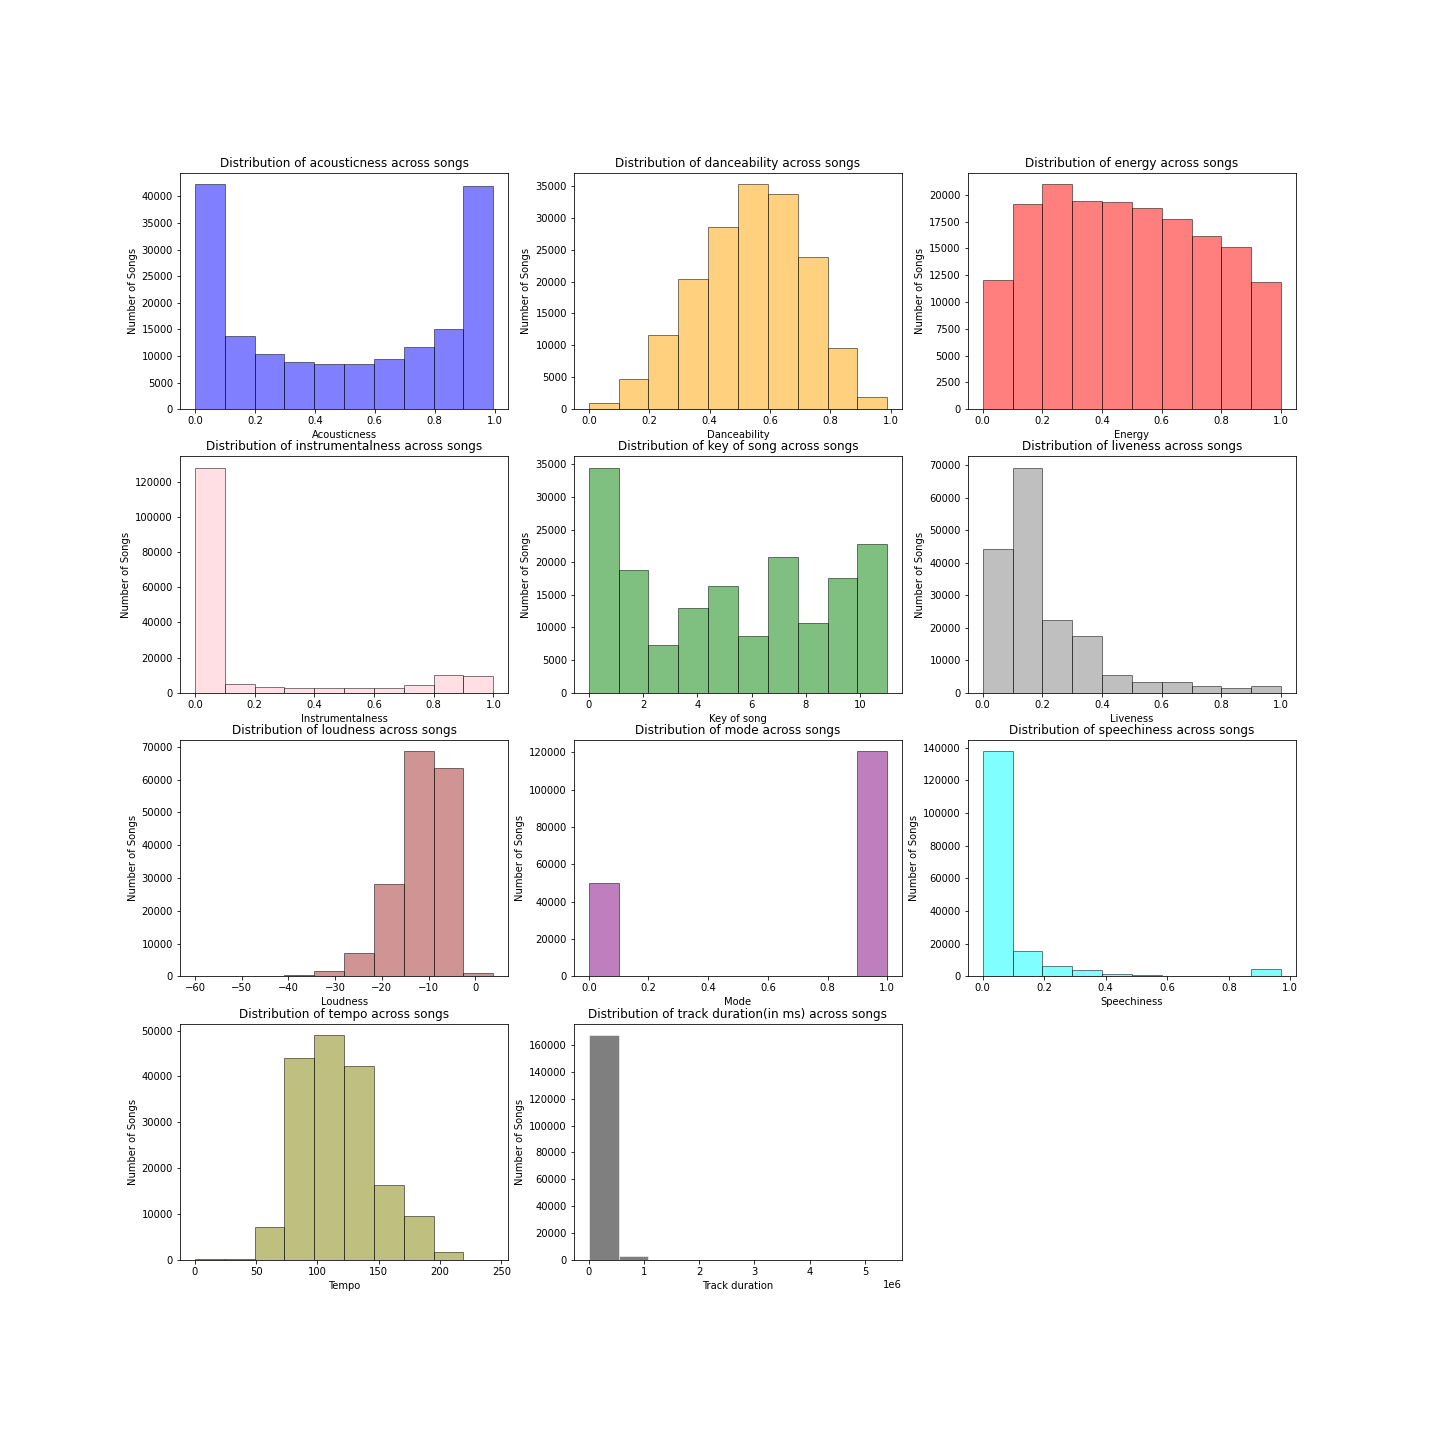 Distribution of acousticness across songs
Number of Songs
40000
35000
30000
25000
20000
15000
10000
5000
0
0.0 0.2 0.4 0.6 0.8 1.0
Acousticness
Distribution of danceability across songs
Number of Songs
35000
30000
25000
20000
15000
10000
5000
0
0.0 0.2 0.4 0.6 0.8 1.0
Danceability
Distribution of energy across songs
Number of Songs
20000
17500
15000
12500
10000
7500
5000
2500
0
0.0 0.2 0.4 0.6 0.8 1.0
Energy
Distribution of instrumentalness across songs
Number of Songs
120000
100000
80000
60000
40000
20000
0
0.0 0.2 0.4 0.6 0.8 1.0
Instrumentalness
Distribution of key of song across songs
Number of Songs
35000
30000
25000
20000
15000
10000
5000
0
0 2 4 6 8 10
Key of song
Distribution of liveness across songs
Number of Songs
70000
60000
50000
40000
30000
20000
10000
0
0.0 0.2 0.4 0.6 0.8 1.0
Liveness
Distribution of loudness across songs
Number of Songs
70000
60000
50000
40000
30000
20000
10000
0
−60 −50 −40 −30 −20 −10 0
Loudness
Distribution of mode across songs
Number of Songs
120000
100000
80000
60000
40000
20000
0
0.0 0.2 0.4 0.6 0.8 1.0
Mode
Distribution of speechiness across songs
Number of Songs
140000
120000
100000
80000
60000
40000
20000
0
0.0 0.2 0.4 0.6 0.8 1.0
Speechiness
Distribution of tempo across songs
Number of Songs
50000
40000
30000
20000
10000
0
0 50 100 150 200 250
Tempo
Distribution of track duration(in ms) across songs
Number of Songs
160000
140000
120000
100000
80000
60000
40000
20000
0
0 1 2 3 4 5
1e6
Track duration